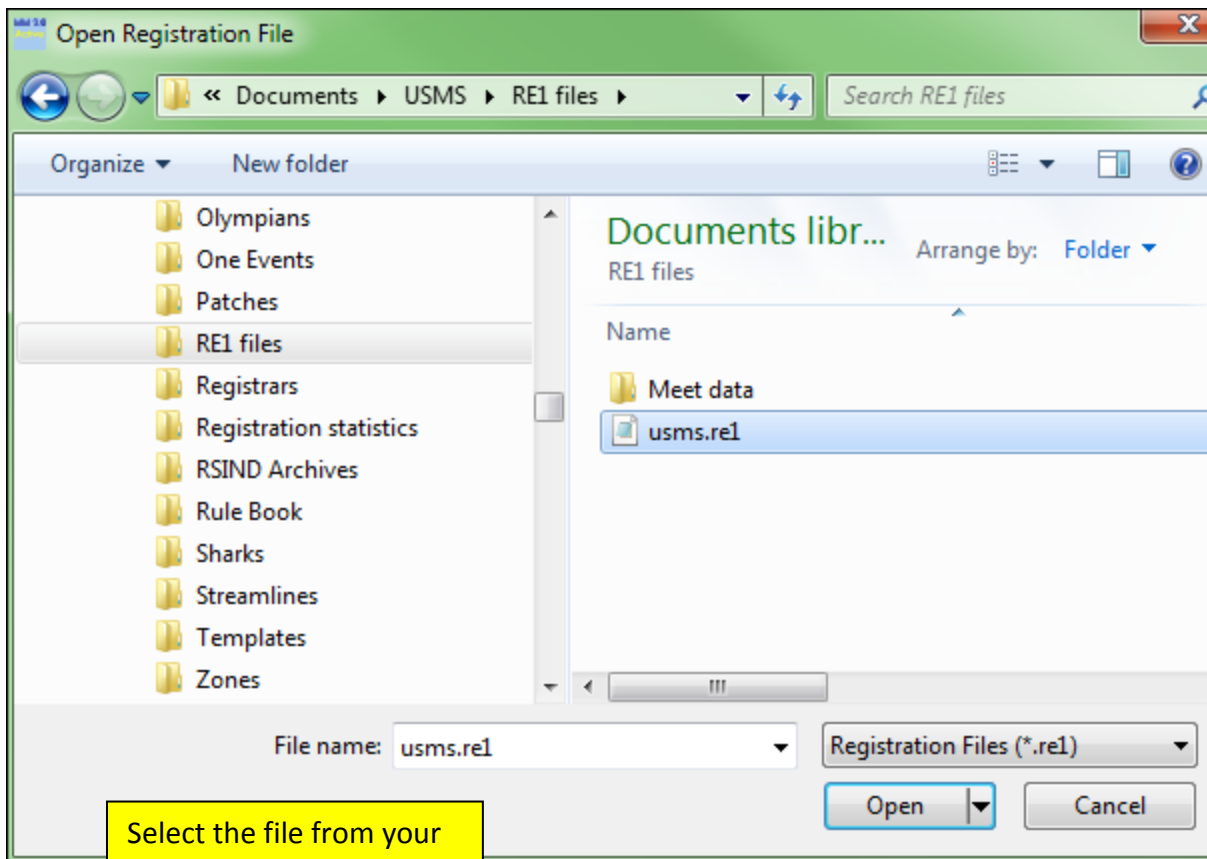 Open Registration File
« Documents ▸ USMS ▸ RE1 files ▸
Search RE1 files
Organize ▾ New folder
Olympians
One Events
Patches
RE1 files
Registrars
Registration statistics
RSIND Archives
Rule Book
Sharks
Streamlines
Templates
Zones
Documents libr...
RE1 files
Arrange by: Folder ▾
Name
Meet data
usms.re1
File name: usms.re1
Registration Files (*.re1)
Open Cancel
Select the file from your